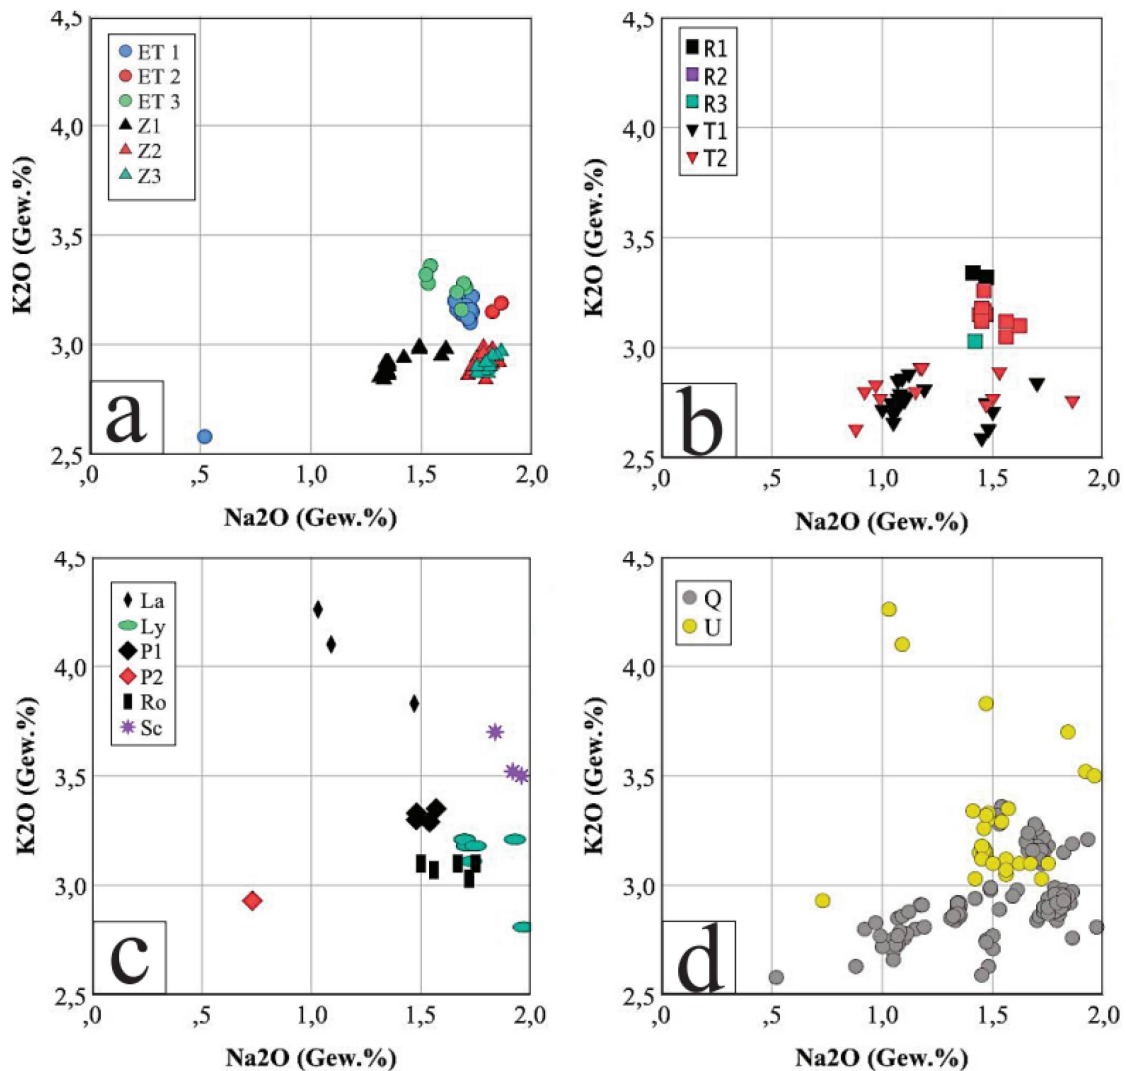 4,5
4,0
3,5
3,0
2,5
K2O (Gew.%)
ET 1
ET 2
ET 3
Z1
Z2
Z3
a
,0
,5
1,0
1,5
2,0
Na2O (Gew.%)
4,5
4,0
3,5
3,0
2,5
K2O (Gew.%)
R1
R2
R3
T1
T2
b
,0
,5
1,0
1,5
2,0
Na2O (Gew.%)
4,5
4,0
3,5
3,0
2,5
K2O (Gew.%)
La
Ly
P1
P2
Ro
Sc
c
,0
,5
1,0
1,5
2,0
Na2O (Gew.%)
4,5
4,0
3,5
3,0
2,5
K2O (Gew.%)
Q
U
d
,0
,5
1,0
1,5
2,0
Na2O (Gew.%)